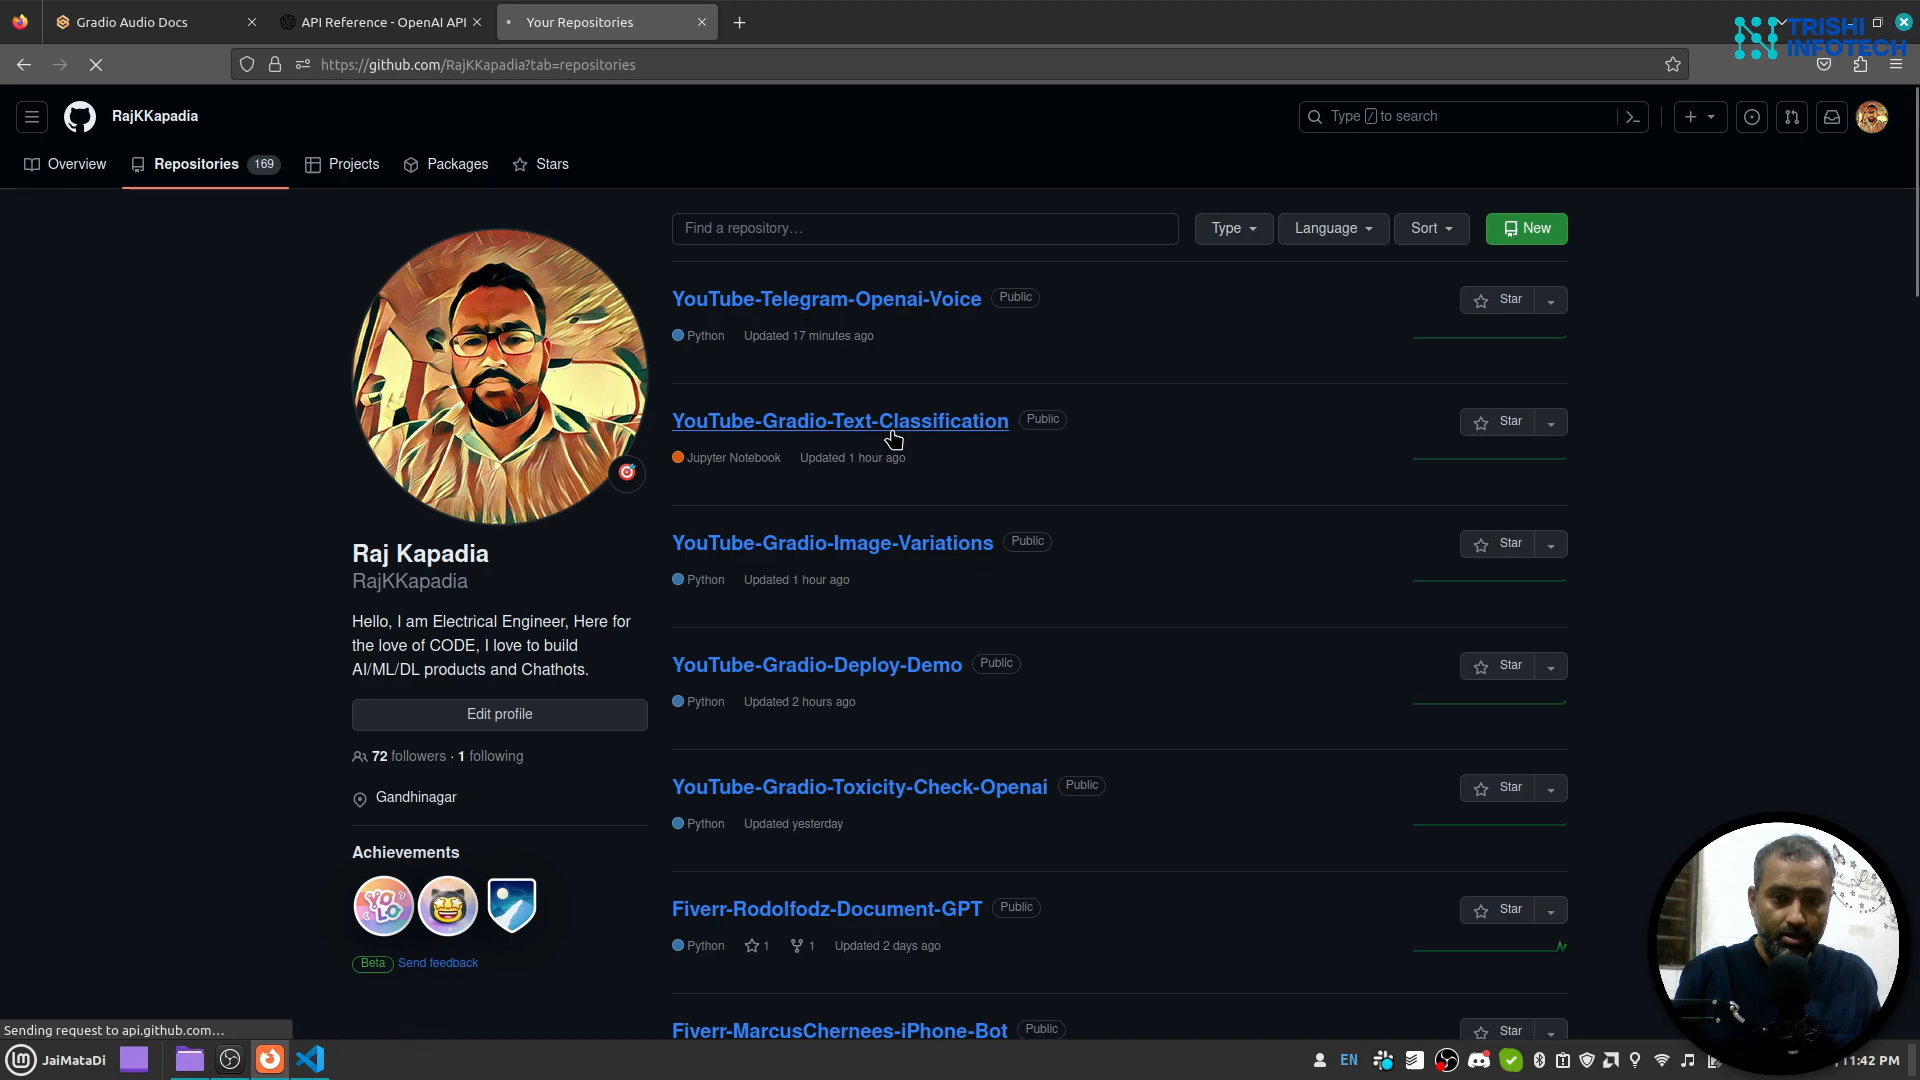 Gradio Audio Docs
API Reference - OpenAI API
Your Repositories
TRISHI
INFOTECH
https://github.com/RajKKapadia?tab=repositories
RajKKapadia
Type / to search
Overview
Repositories 169
Projects
Packages
Stars
Find a repository…
Type
Language
Sort
New
YouTube-Telegram-Openai-Voice Public
Star
Python Updated 17 minutes ago
YouTube-Gradio-Text-Classification Public
Star
Jupyter Notebook Updated 1 hour ago
YouTube-Gradio-Image-Variations Public
Star
Python Updated 1 hour ago
YouTube-Gradio-Deploy-Demo Public
Star
Python Updated 2 hours ago
YouTube-Gradio-Toxicity-Check-Openai Public
Star
Python Updated yesterday
Fiverr-Rodolfodz-Document-GPT Public
Star
Python 1 1 Updated 2 days ago
Fiverr-MarcusChernees-iPhone-Bot Public
Star
Raj Kapadia
RajKKapadia
Hello, I am Electrical Engineer, Here for
the love of CODE, I love to build
AI/ML/DL products and Chathots.
Edit profile
72 followers · 1 following
Gandhinagar
Achievements
YOLO
Beta Send feedback
Sending request to api.github.com…
JaiMataDi
EN
11:42 PM